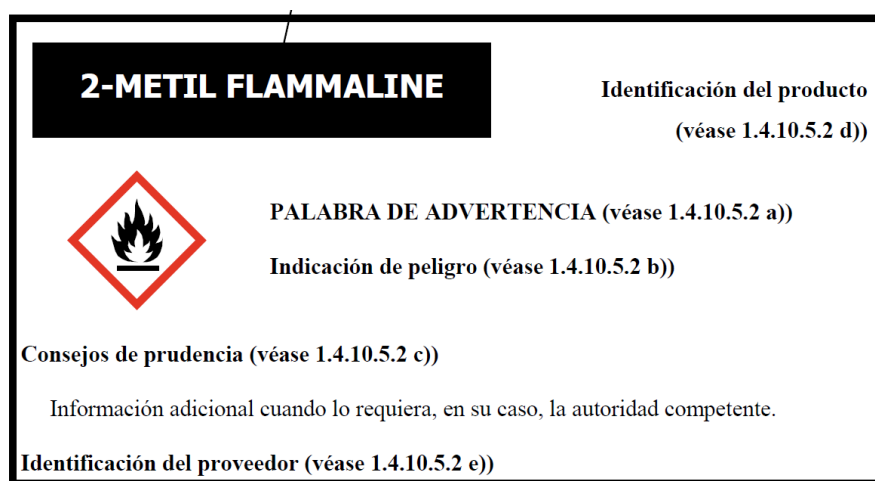 2-METIL FLAMMALINE
Identificación del producto
(véase 1.4.10.5.2 d))
PALABRA DE ADVERTENCIA (véase 1.4.10.5.2 a))
Indicación de peligro (véase 1.4.10.5.2 b))
Consejos de prudencia (véase 1.4.10.5.2 c))
Información adicional cuando lo requiera, en su caso, la autoridad competente.
Identificación del proveedor (véase 1.4.10.5.2 e))